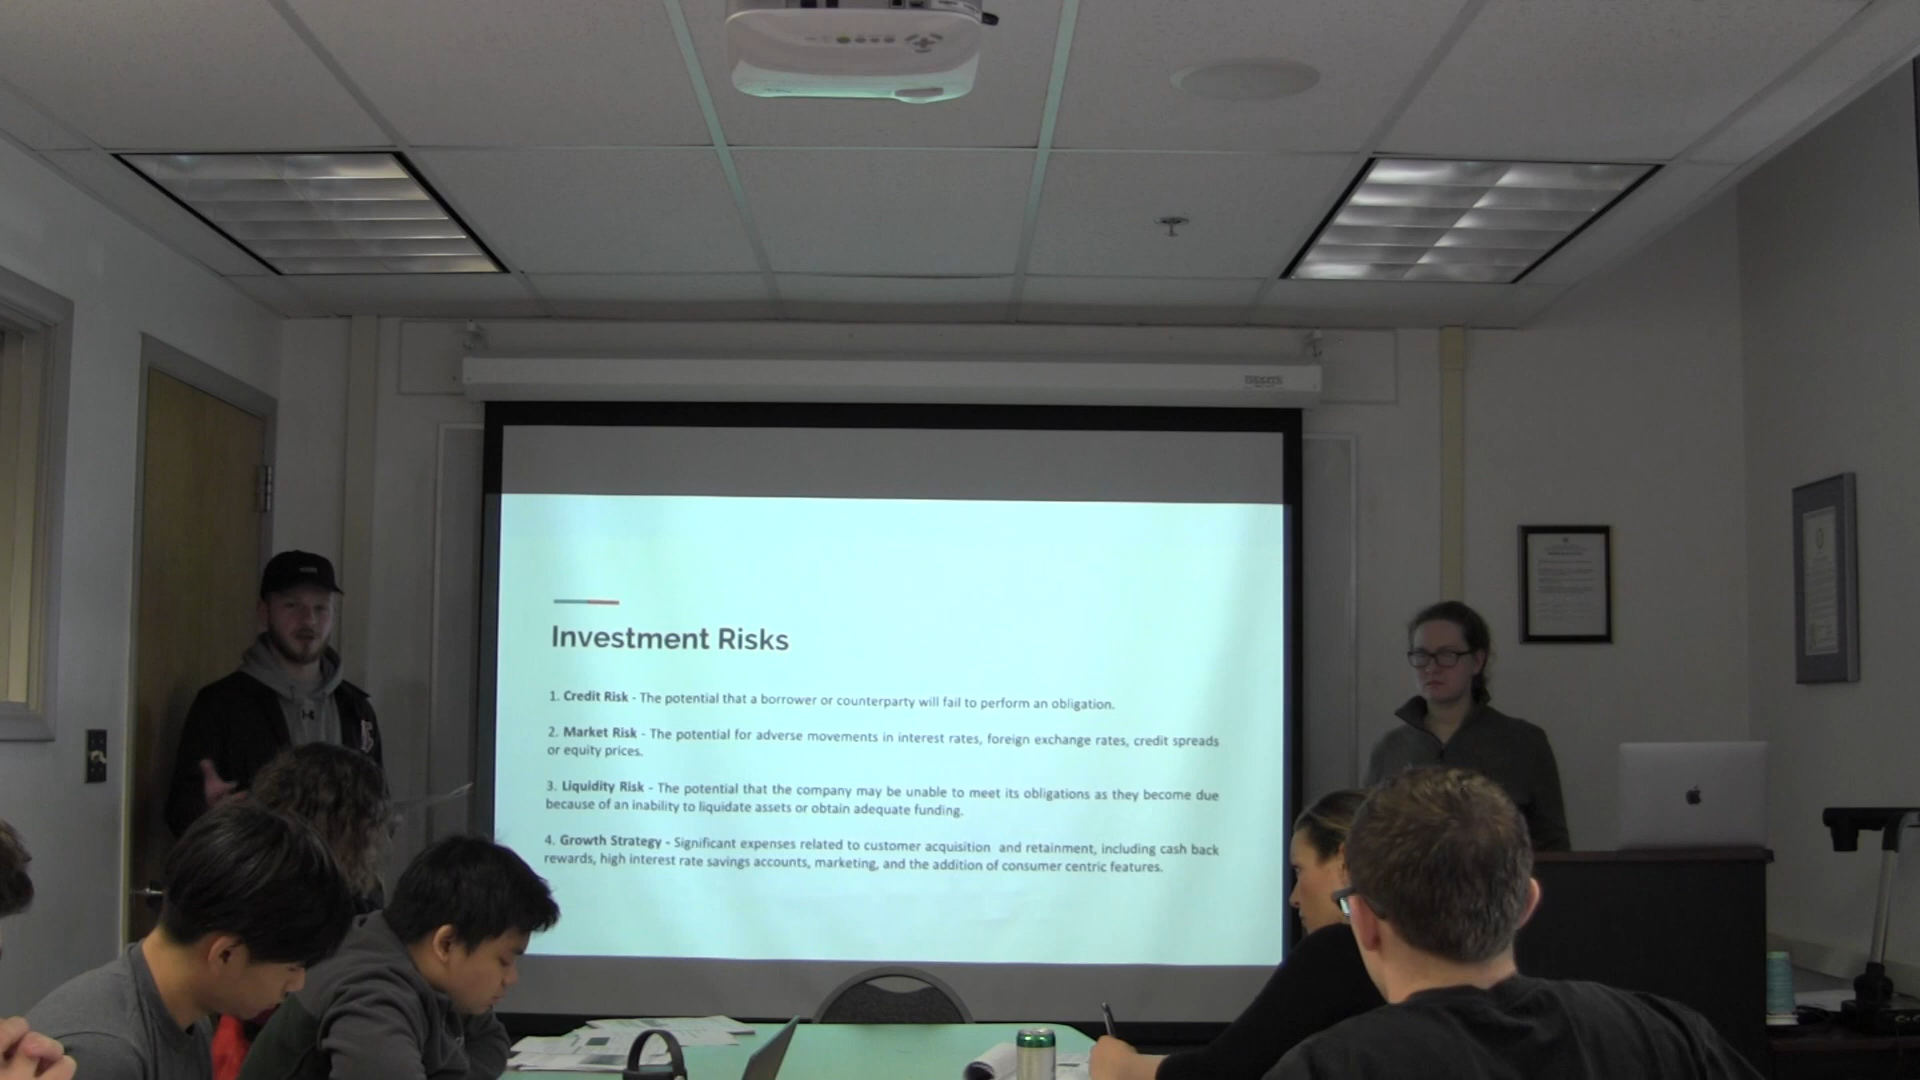 Investment Risks
1. Credit Risk - The potential that a borrower or counterparty will fail to perform an obligation.
2. Market Risk - The potential for adverse movements in interest rates, foreign exchange rates, credit spreads
or equity prices.
3. Liquidity Risk - The potential that the company may be unable to meet its obligations as they become due
because of an inability to liquidate assets or obtain adequate funding.
4. Growth Strategy - Significant expenses related to customer acquisition and retainment, including cash back
rewards, high interest rate savings accounts, marketing, and the addition of consumer centric features.